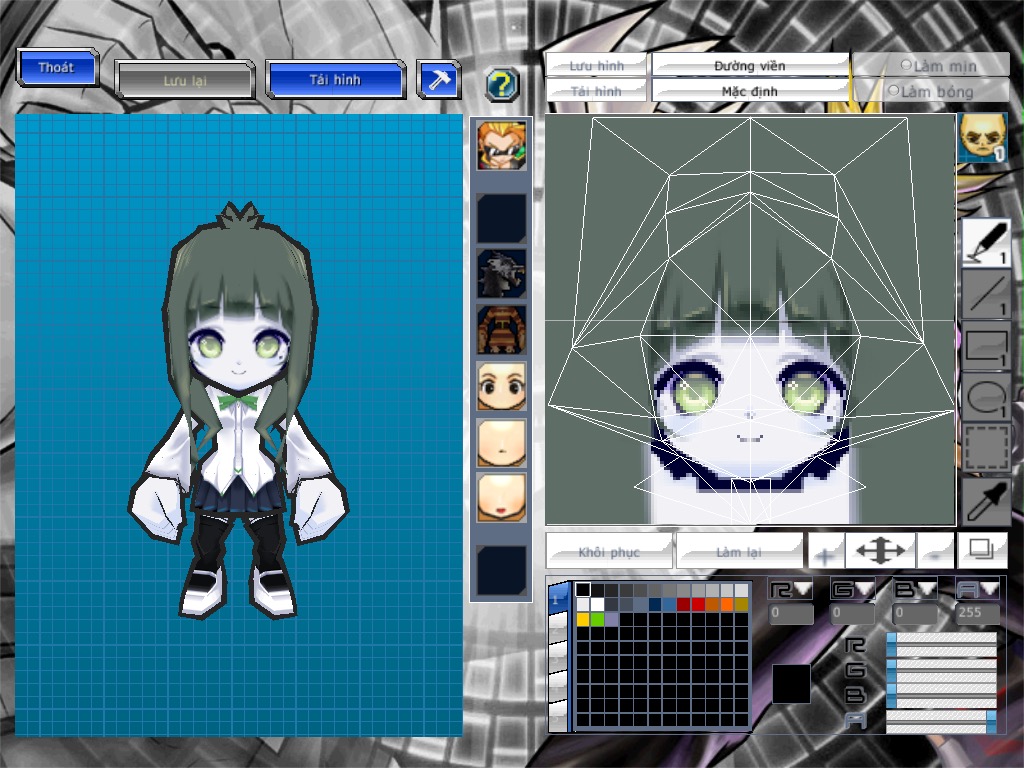 Thoát
Lưu lại
Tải hình
?
Lưu hình
Đường viền
Làm mịn
Tải hình
Mặc định
Làm bóng
1
1
1
1
1
Khôi phục
Làm lại
1
R G B A
0 0 0 255
R
G
B
A